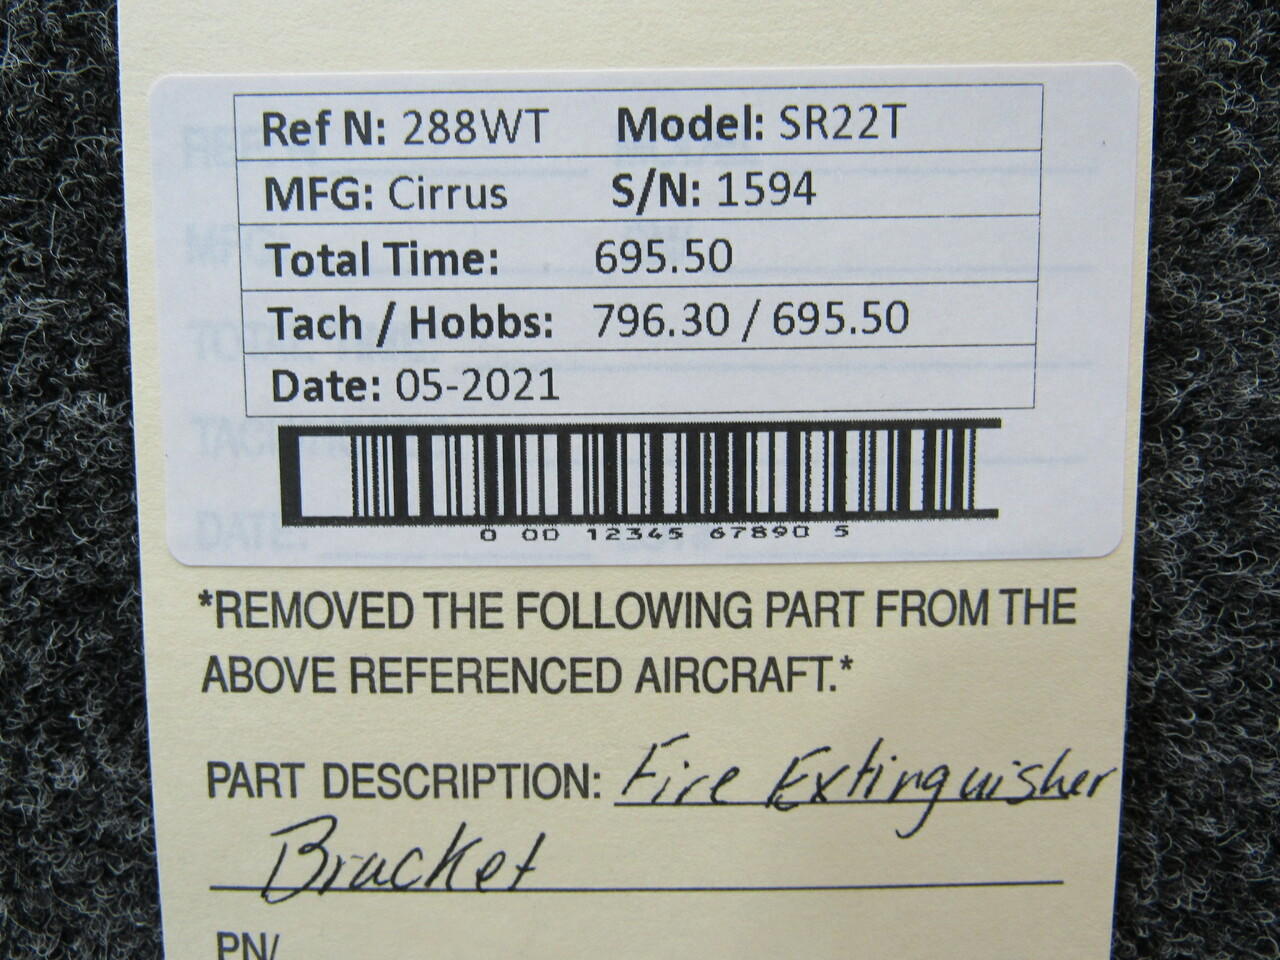 Ref N: 288WT Model: SR22T
MFG: Cirrus S/N: 1594
Total Time: 695.50
Tach / Hobbs: 796.30 / 695.50
Date: 05-2021
0 00 12345 67890 5
*REMOVED THE FOLLOWING PART FROM THE
ABOVE REFERENCED AIRCRAFT.*
PART DESCRIPTION: Fire Extinguisher
Bracket
PN/